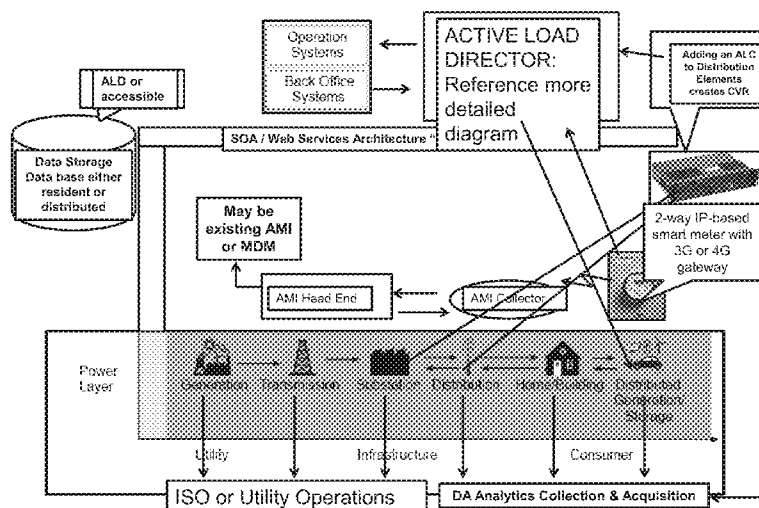 Operation
Systems
Back Office
Systems
ACTIVE LOAD
DIRECTOR:
Reference more
detailed
diagram
Adding an ALC
to Distribution
Elements
creates CVR
ALD or
accessible
SOA / Web Services Architecture "
Data Storage
Data base either
resident or
distributed
May be
existing AMI
or MDM
2-way IP-based
smart meter with
3G or 4G
gateway
AMI Head End
AMI Collector
Power
Layer
Generation
Transmission
Substation
Distribution
Home/Building
Distributed
Generation/
Storage
Utility
Infrastructure
Consumer
ISO or Utility Operations
DA Analytics Collection & Acquisition